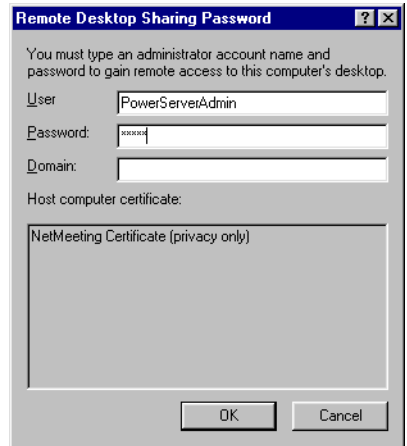 Remote Desktop Sharing Password
You must type an administrator account name and
password to gain remote access to this computer's desktop.
User
PowerServerAdmin
Password:
*****
Domain:
Host computer certificate:
NetMeeting Certificate (privacy only)
OK
Cancel